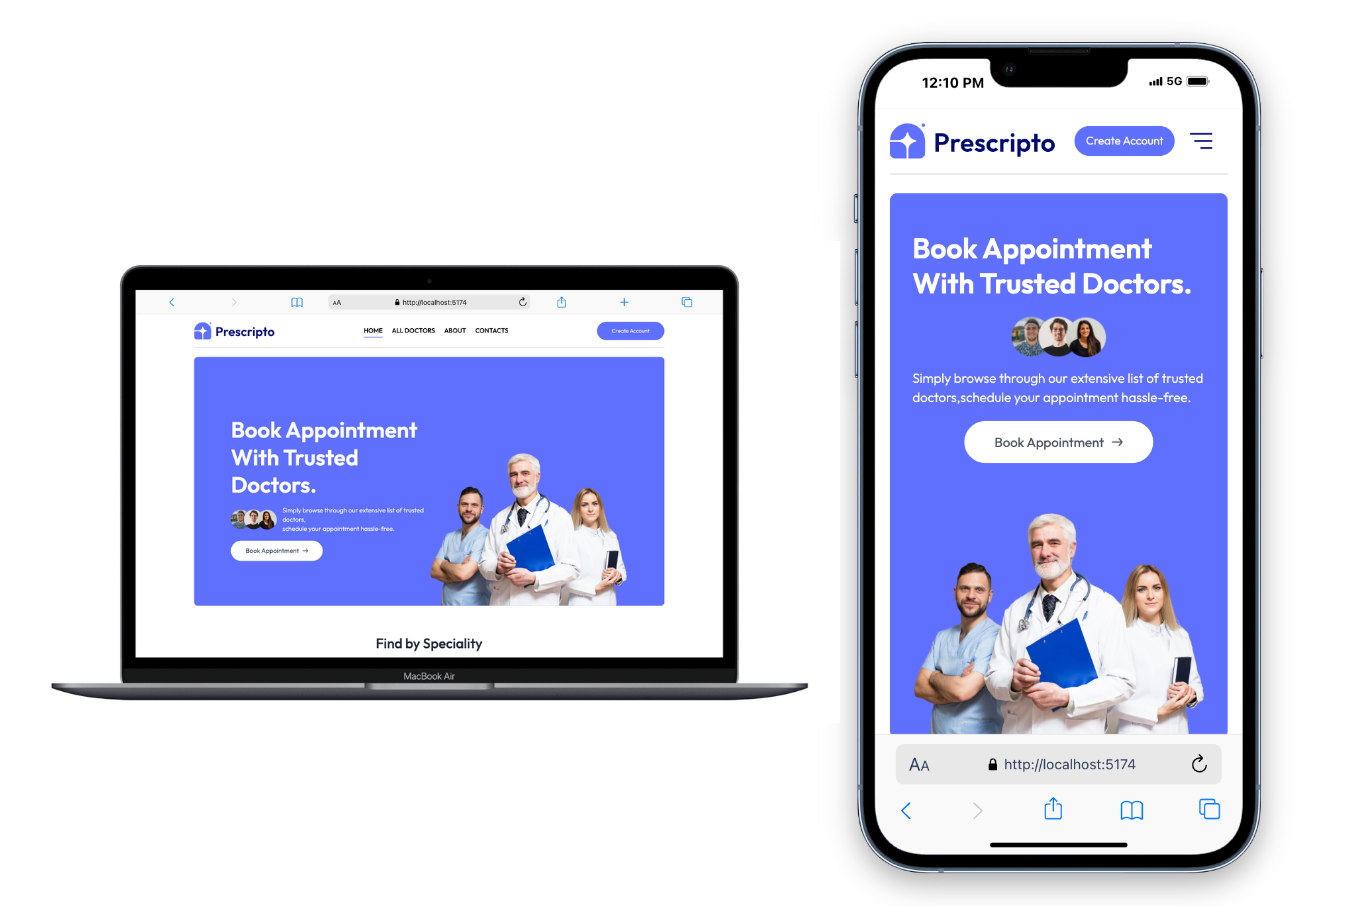 AA
http://localhost:5174
Prescripto
HOME ALL DOCTORS ABOUT CONTACTS
Create Account
Book Appointment
With Trusted
Doctors.
Simply browse through our extensive list of trusted
doctors,
schedule your appointment hassle-free.
Book Appointment →
Find by Speciality
MacBook Air
12:10 PM
5G
Prescripto
Create Account
Book Appointment
With Trusted Doctors.
Simply browse through our extensive list of trusted
doctors,schedule your appointment hassle-free.
Book Appointment →
AA
http://localhost:5174